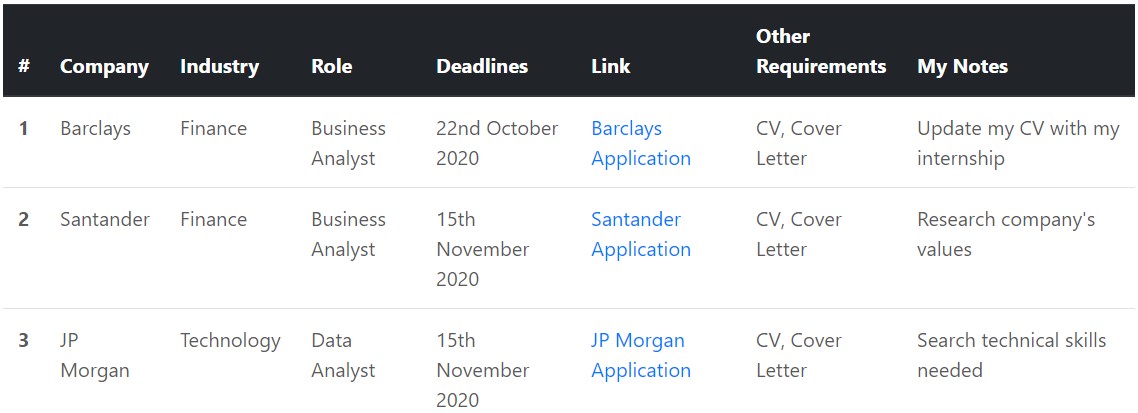 # Company Industry Role Deadlines Link Other Requirements My Notes
1 Barclays Finance Business Analyst 22nd October 2020 Barclays Application CV, Cover Letter Update my CV with my internship
2 Santander Finance Business Analyst 15th November 2020 Santander Application CV, Cover Letter Research company's values
3 JP Morgan Technology Data Analyst 15th November 2020 JP Morgan Application CV, Cover Letter Search technical skills needed